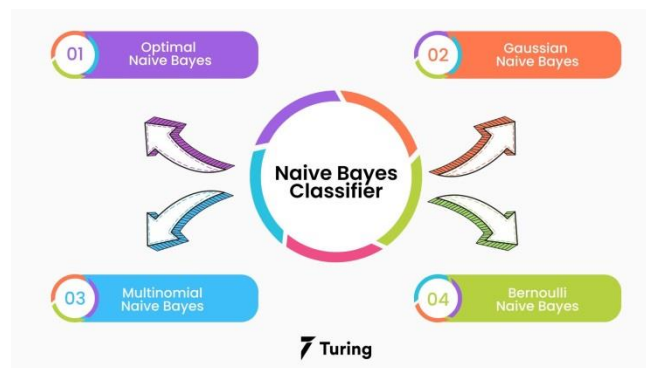 01
Optimal
Naive Bayes
02
Gaussian
Naive Bayes
Naive Bayes
Classifier
03
Multinomial
Naive Bayes
04
Bernoulli
Naive Bayes
Turing